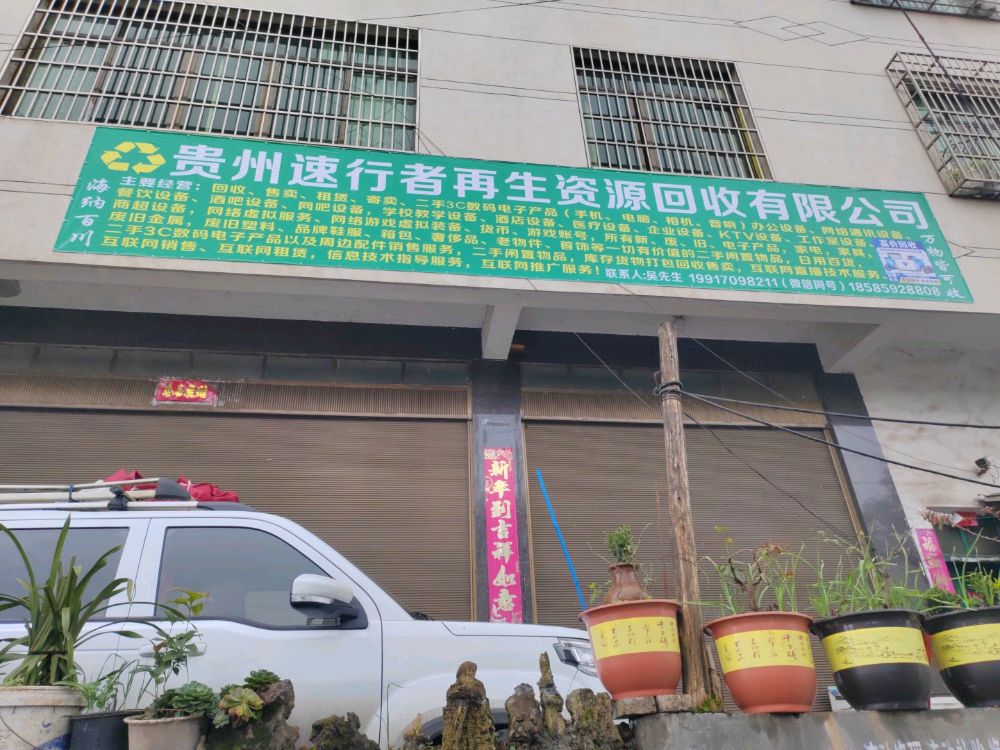 贵州速行者再生资源回收有限公司
海纳百川
主要经营：回收、售卖、租赁、寄卖、二手3C数码电子产品（手机、电脑、相机、音响）办公设备、网络通讯设备、
餐饮设备、酒吧设备、网吧设备，学校教学设备、酒店设备、医疗设备、企业设备、KTV设备、工作室设备、
商超设备，网络虚拟服务、网络游戏虚拟装备、货币、游戏账号、所有新、废、旧、电子产品、家电、家具，
废旧金属，废旧塑料、品牌鞋服、箱包、奢侈品、老物件、首饰等一切有价值的二手闲置物品，日用百货，
二手3C数码电子产品以及周边配件销售服务，二手闲置物品，库存货物打包回收售卖，互联网直播技术服务，
互联网销售、互联网租赁，信息技术指导服务，互联网推广服务！联系人:吴先生 19917098211（微信同号）18585928808
万物皆可收
高价回收
新年到吉祥如意